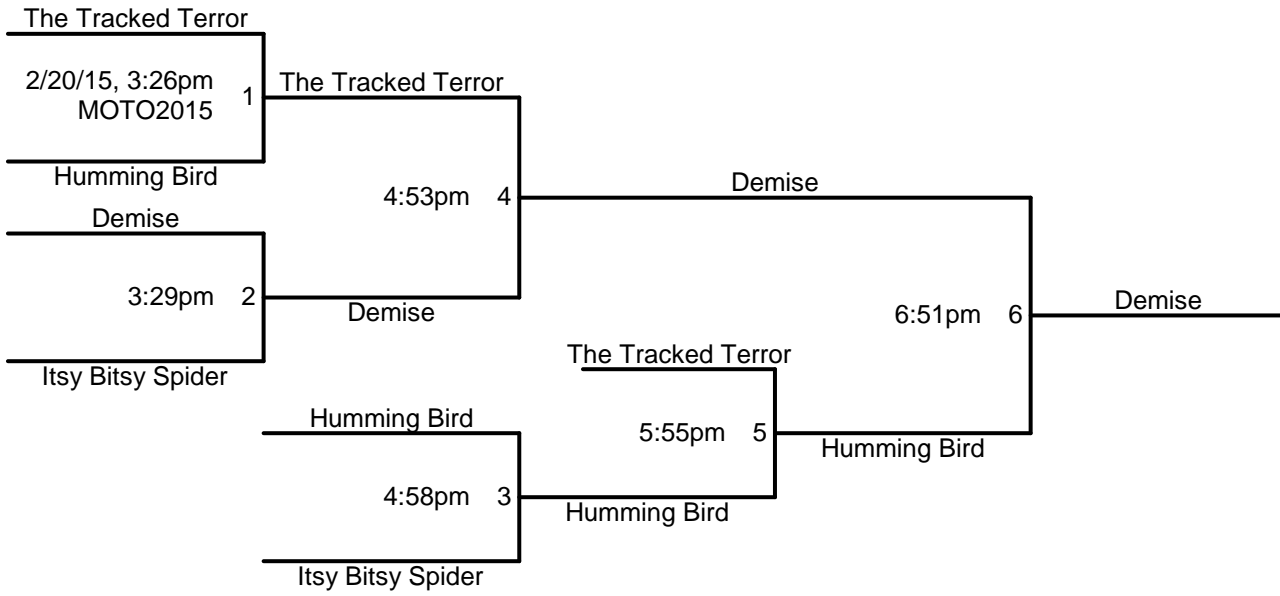 The Tracked Terror
2/20/15, 3:26pm
MOTO2015
1
The Tracked Terror
Humming Bird
4:53pm
4
Demise
Demise
3:29pm
2
Demise
6:51pm
6
Demise
The Tracked Terror
Itsy Bitsy Spider
Humming Bird
5:55pm
5
Humming Bird
4:58pm
3
Humming Bird
Itsy Bitsy Spider